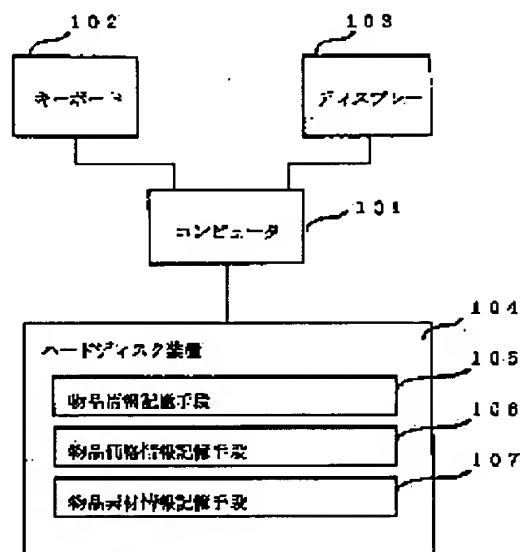 102
103
キーボード
ディスプレー
コンピュータ
101
104
ハードディスク装置
105
物品情報記憶手段
106
物品価格情報記憶手段
107
物品素材情報記憶手段